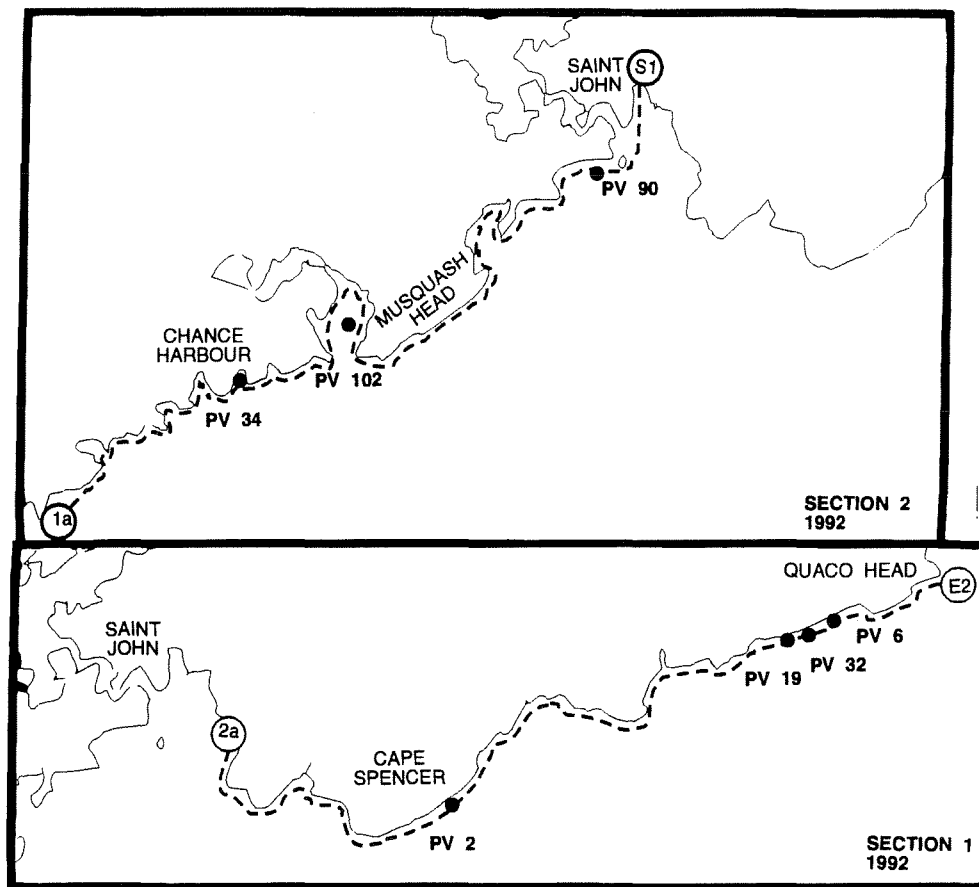 SAINT
JOHN
S1
PV 90
MUSQUASH
HEAD
CHANCE
HARBOUR
PV 102
PV 34
1a
SECTION 2
1992
QUACO HEAD
E2
SAINT
JOHN
PV 6
PV 32
PV 19
2a
CAPE
SPENCER
PV 2
SECTION 1
1992